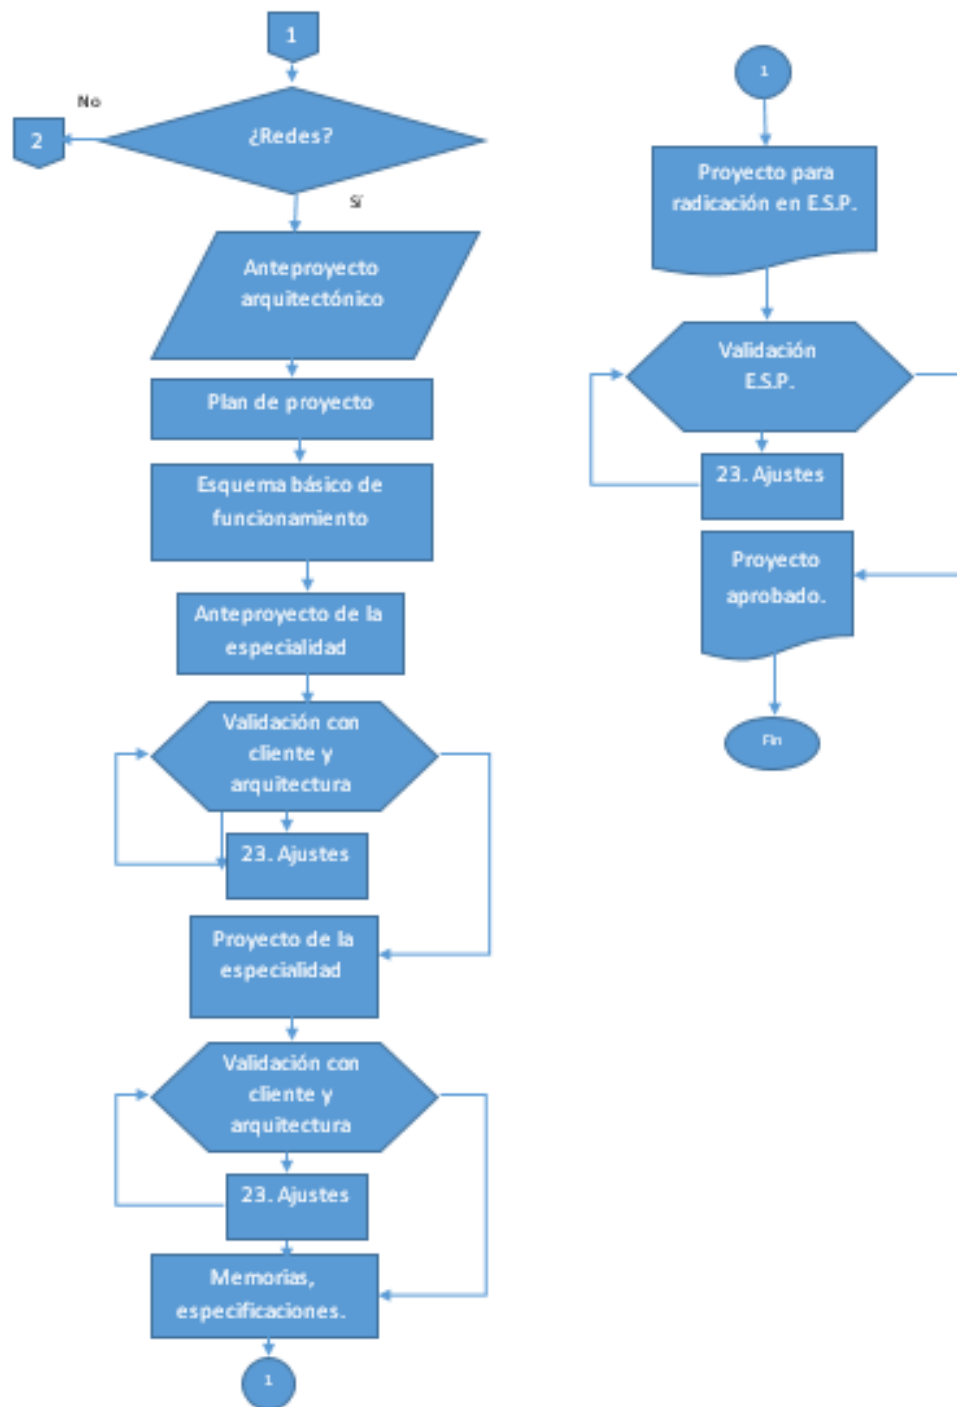 1
No
2
¿Redes?
Sí
Anteproyecto
arquitectónico
Plan de proyecto
Esquema básico de
funcionamiento
Anteproyecto de la
especialidad
Validación con
cliente y
arquitectura
23. Ajustes
Proyecto de la
especialidad
Validación con
cliente y
arquitectura
23. Ajustes
Memorias,
especificaciones.
1
1
Proyecto para
radicación en E.S.P.
Validación
E.S.P.
23. Ajustes
Proyecto
aprobado.
Fin